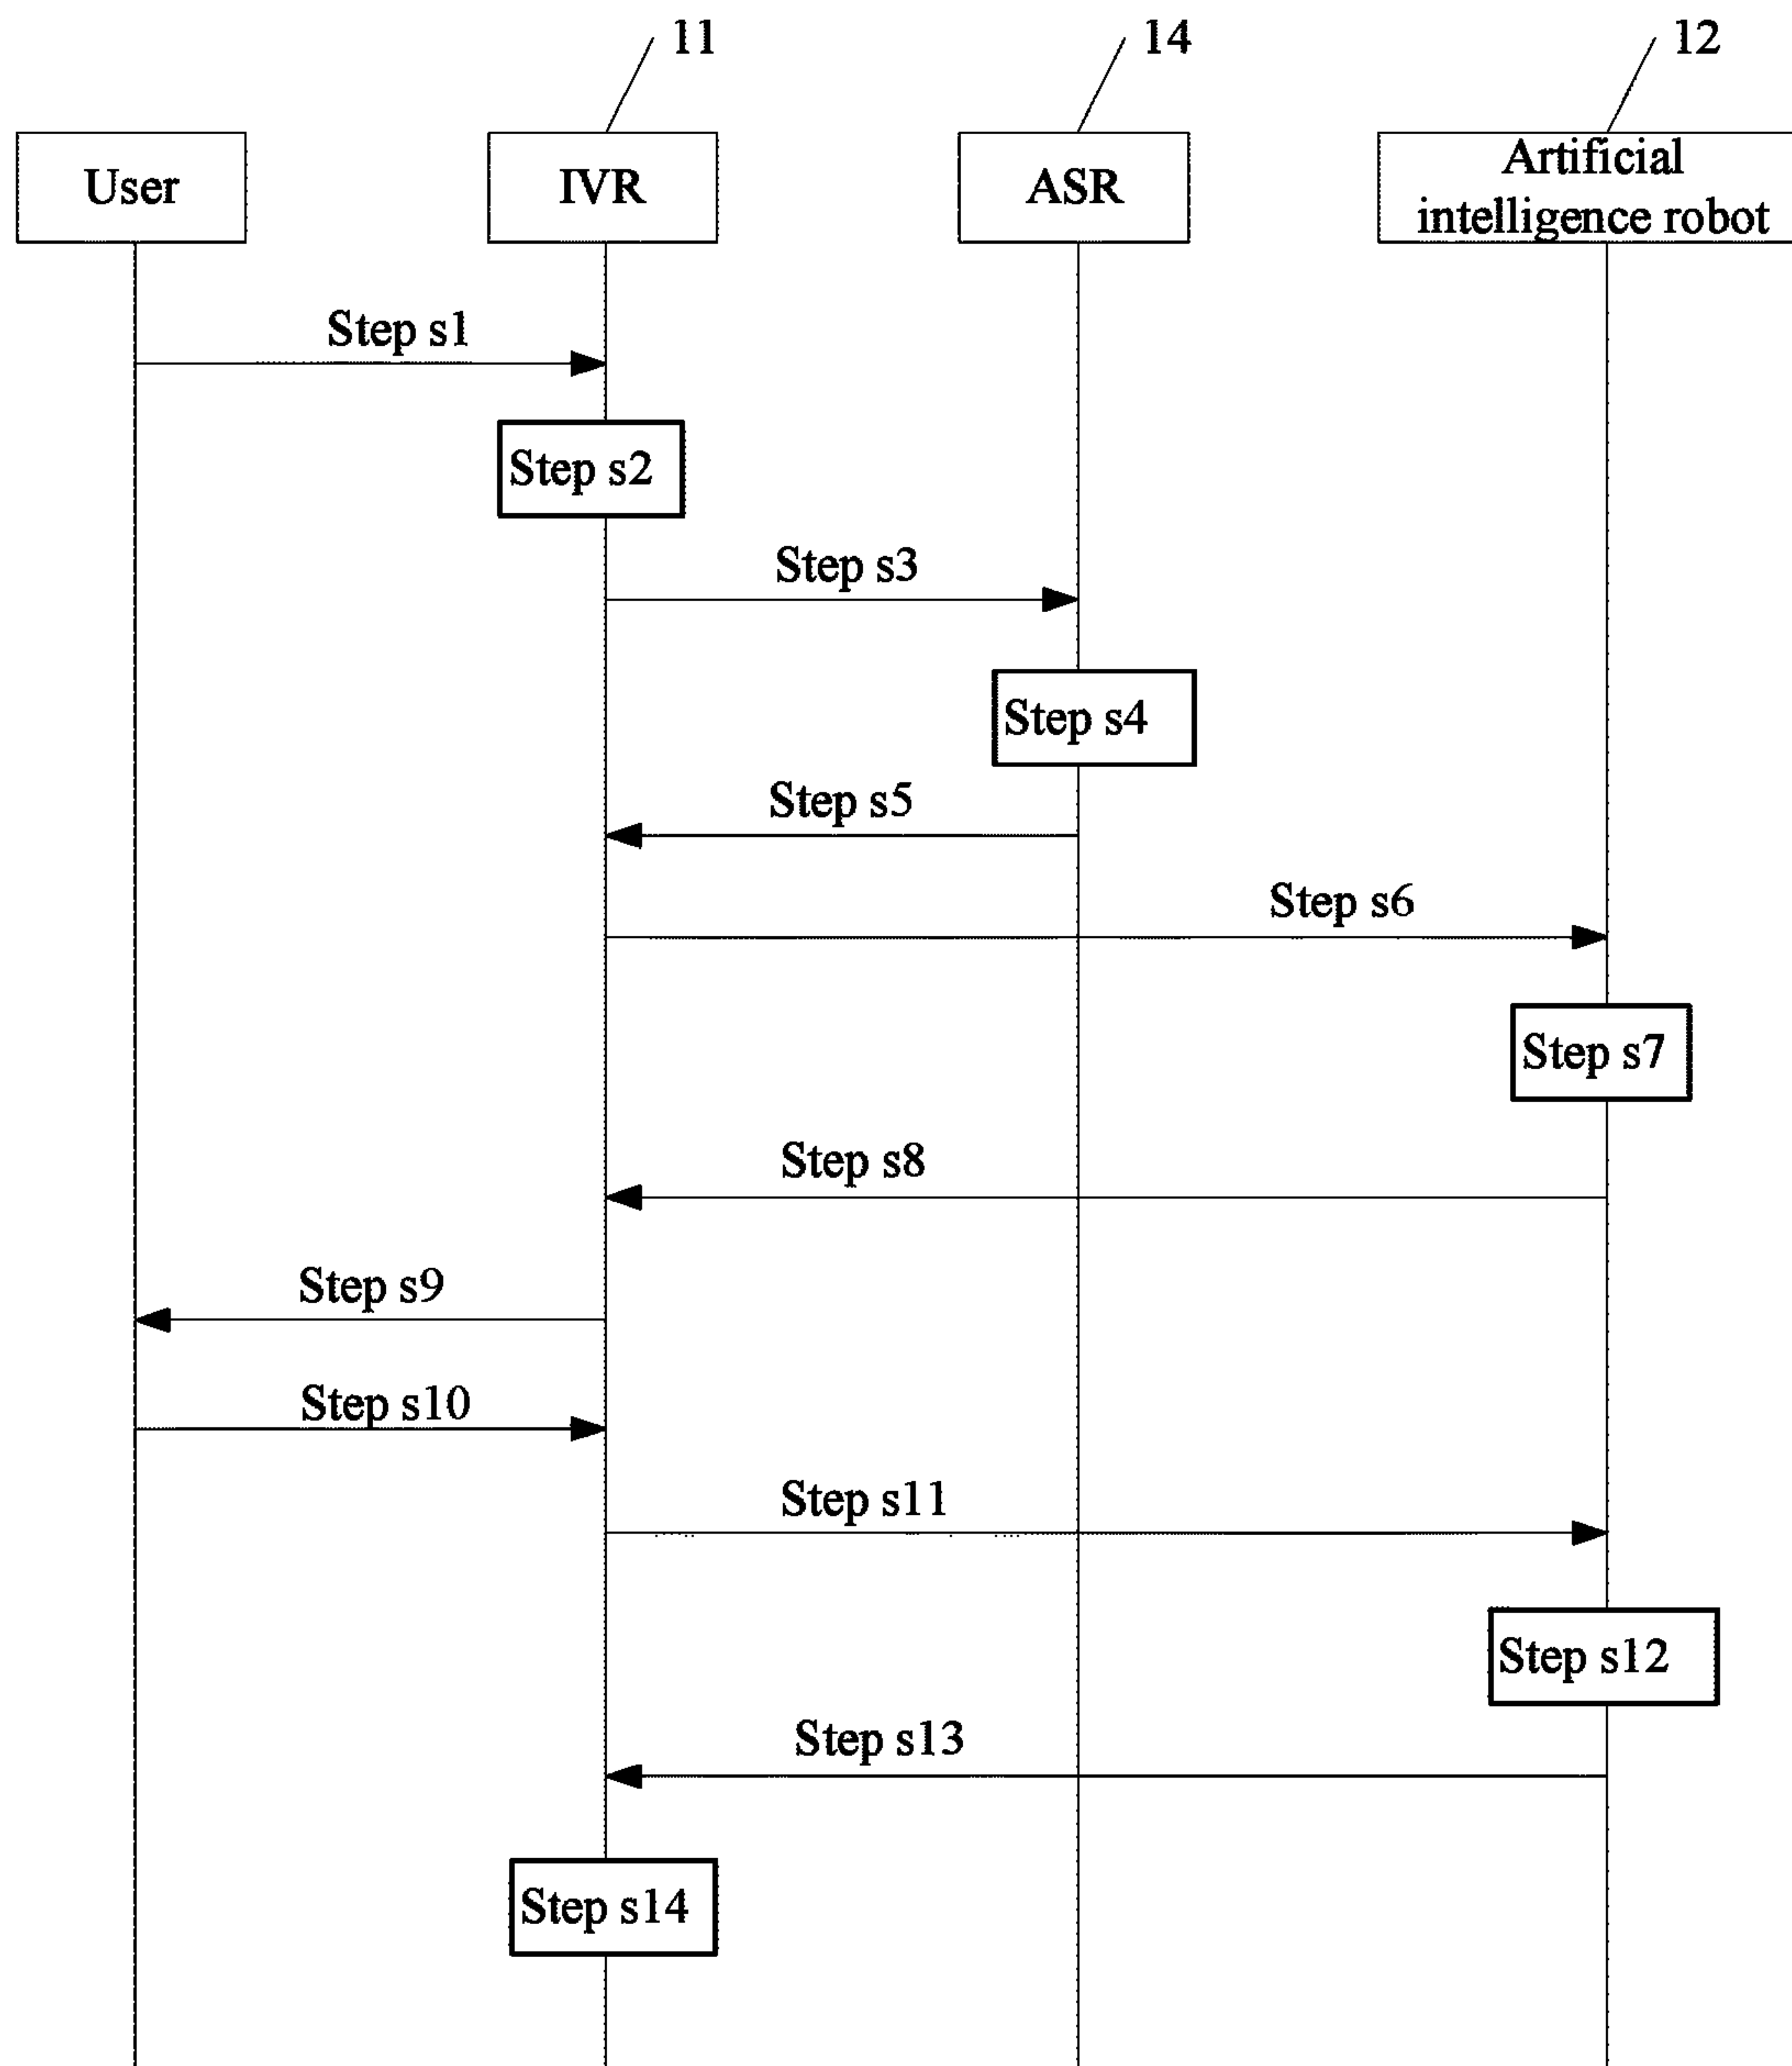 11
14
12
User
IVR
ASR
Artificial
intelligence robot
Step s1
Step s2
Step s3
Step s4
Step s5
Step s6
Step s7
Step s8
Step s9
Step s10
Step s11
Step s12
Step s13
Step s14